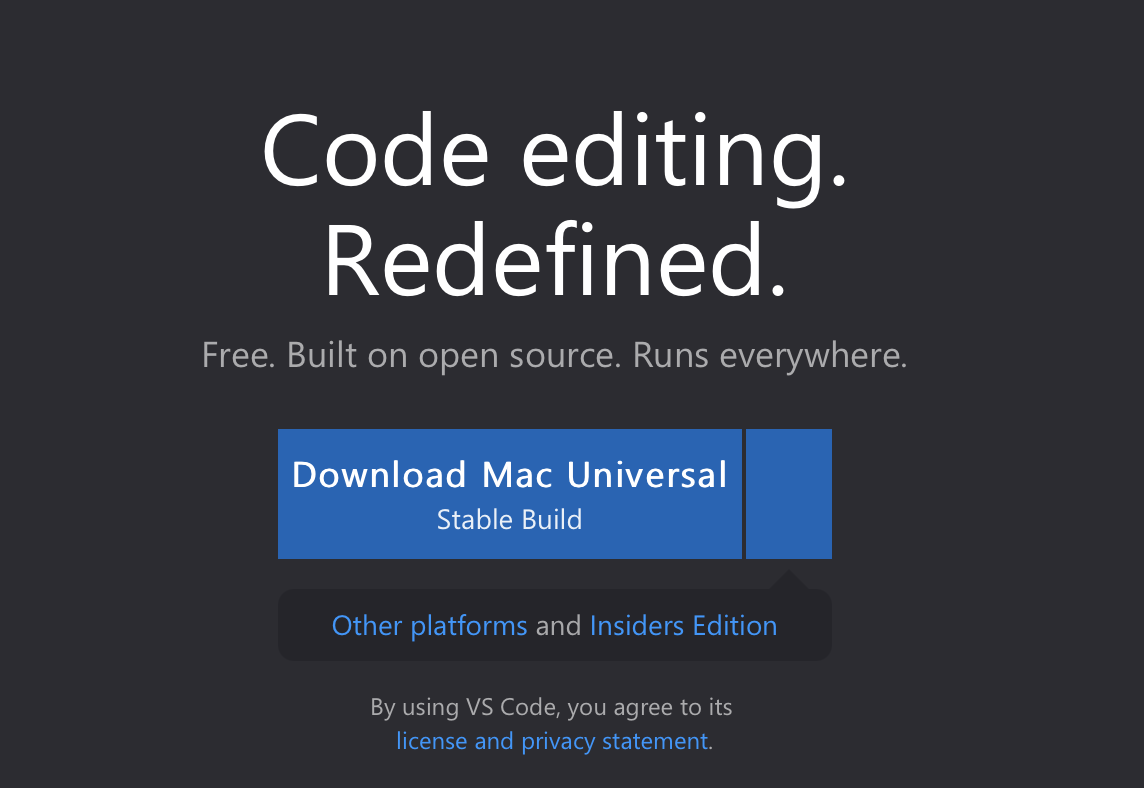 Code editing.
Redefined.
Free. Built on open source. Runs everywhere.
Download Mac Universal
Stable Build
Other platforms and Insiders Edition
By using VS Code, you agree to its
license and privacy statement.